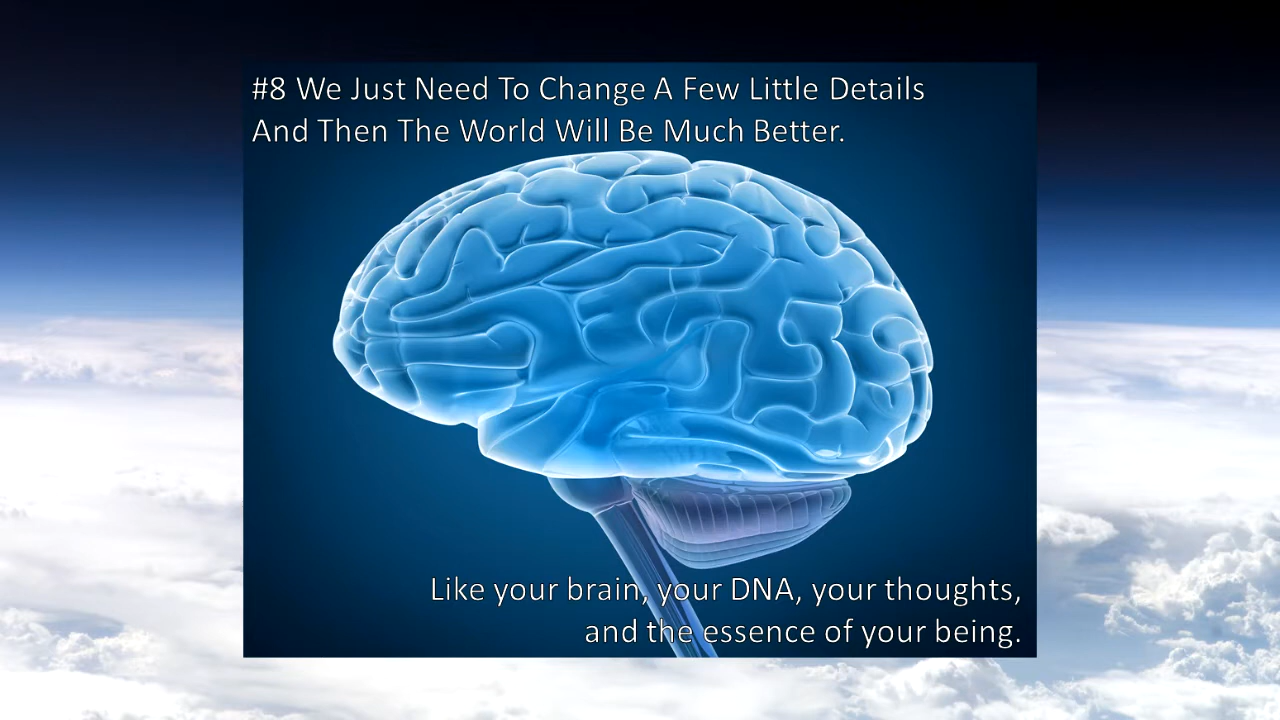 #8 We Just Need To Change A Few Little Details
And Then The World Will Be Much Better.
Like your brain, your DNA, your thoughts,
and the essence of your being.